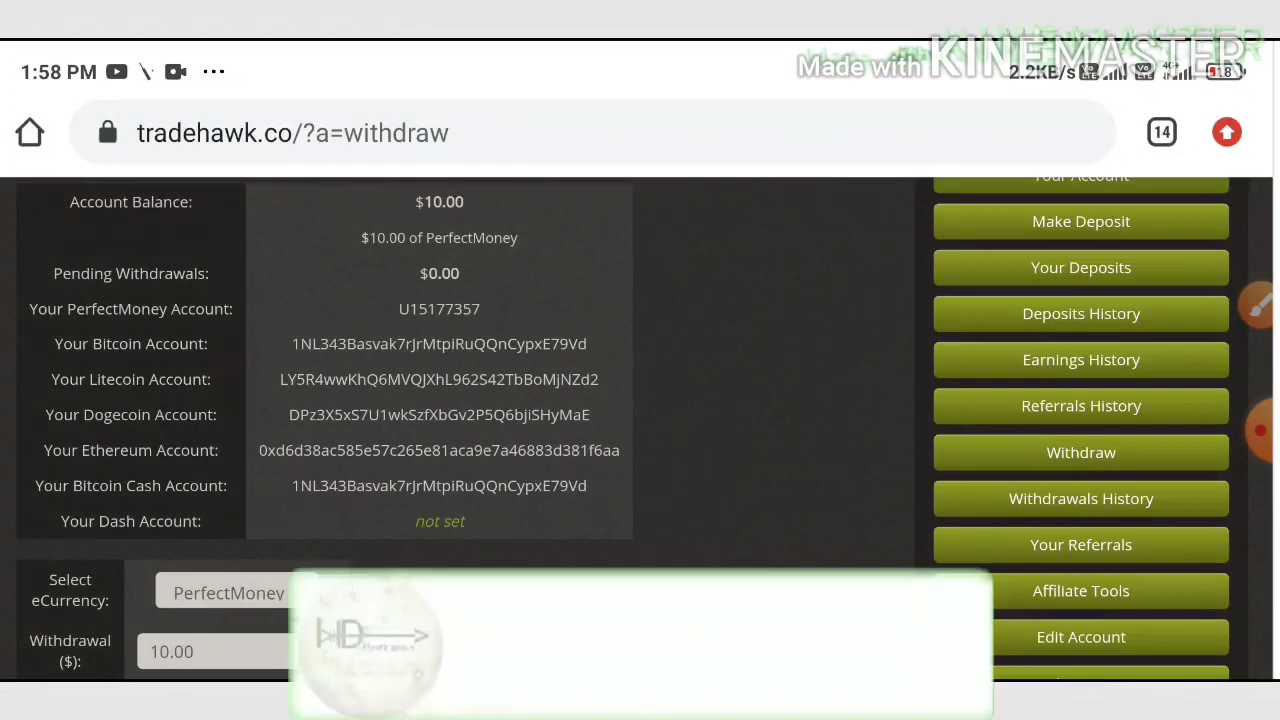 Made with KINEMASTER
1:58 PM
2.2KB/s
18
tradehawk.co/?a=withdraw
14
Account Balance: $10.00
$10.00 of PerfectMoney
Pending Withdrawals: $0.00
Your PerfectMoney Account: U15177357
Your Bitcoin Account: 1NL343Basvak7rJrMtpiRuQQnCypxE79Vd
Your Litecoin Account: LY5R4wwKhQ6MVQJXhL962S42TbBoMjNZd2
Your Dogecoin Account: DPz3X5xS7U1wkSzfXbGv2P5Q6bjiSHyMaE
Your Ethereum Account: 0xd6d38ac585e57c265e81aca9e7a46883d381f6aa
Your Bitcoin Cash Account: 1NL343Basvak7rJrMtpiRuQQnCypxE79Vd
Your Dash Account: not set
Select
eCurrency:
PerfectMoney
Withdrawal
($):
10.00
Your Account
Make Deposit
Your Deposits
Deposits History
Earnings History
Referrals History
Withdraw
Withdrawals History
Your Referrals
Affiliate Tools
Edit Account